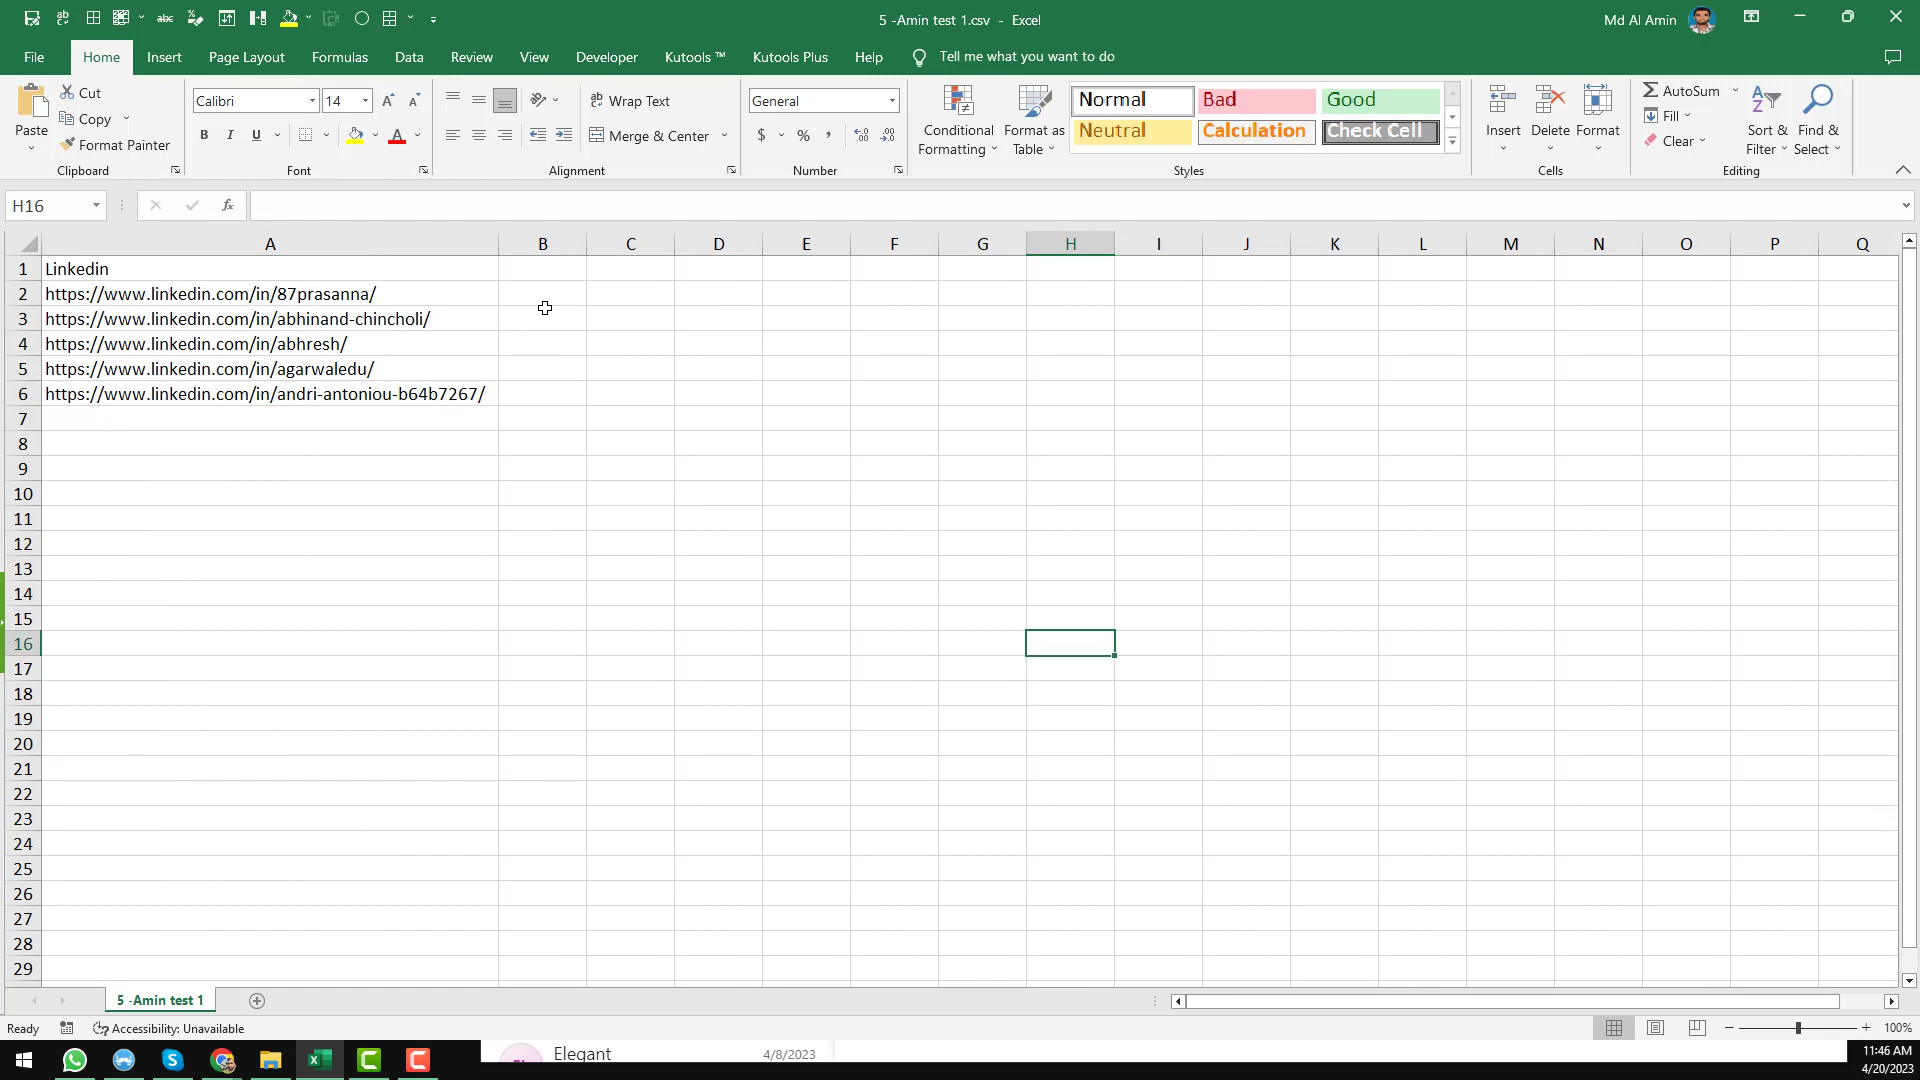 5 -Amin test 1.csv - Excel
Md Al Amin
File Home Insert Page Layout Formulas Data Review View Developer Kutools ™ Kutools Plus Help Tell me what you want to do
Paste
Cut
Copy
Format Painter
Clipboard
Calibri 14
B I U
Font
Wrap Text
Merge & Center
Alignment
General
$ %
Number
Conditional Formatting
Format as Table
Normal Bad Good
Neutral Calculation Check Cell
Styles
Insert Delete Format
Cells
AutoSum
Fill
Clear
Sort & Filter
Find & Select
Editing
H16
fx
A B C D E F G H I J K L M N O P Q
1 Linkedin
2 https://www.linkedin.com/in/87prasanna/
3 https://www.linkedin.com/in/abhinand-chincholi/
4 https://www.linkedin.com/in/abhresh/
5 https://www.linkedin.com/in/agarwaledu/
6 https://www.linkedin.com/in/andri-antoniou-b64b7267/
7
8
9
10
11
12
13
14
15
16
17
18
19
20
21
22
23
24
25
26
27
28
29
5 -Amin test 1
Ready Accessibility: Unavailable 100%
Elegant 4/8/2023
11:46 AM
4/20/2023